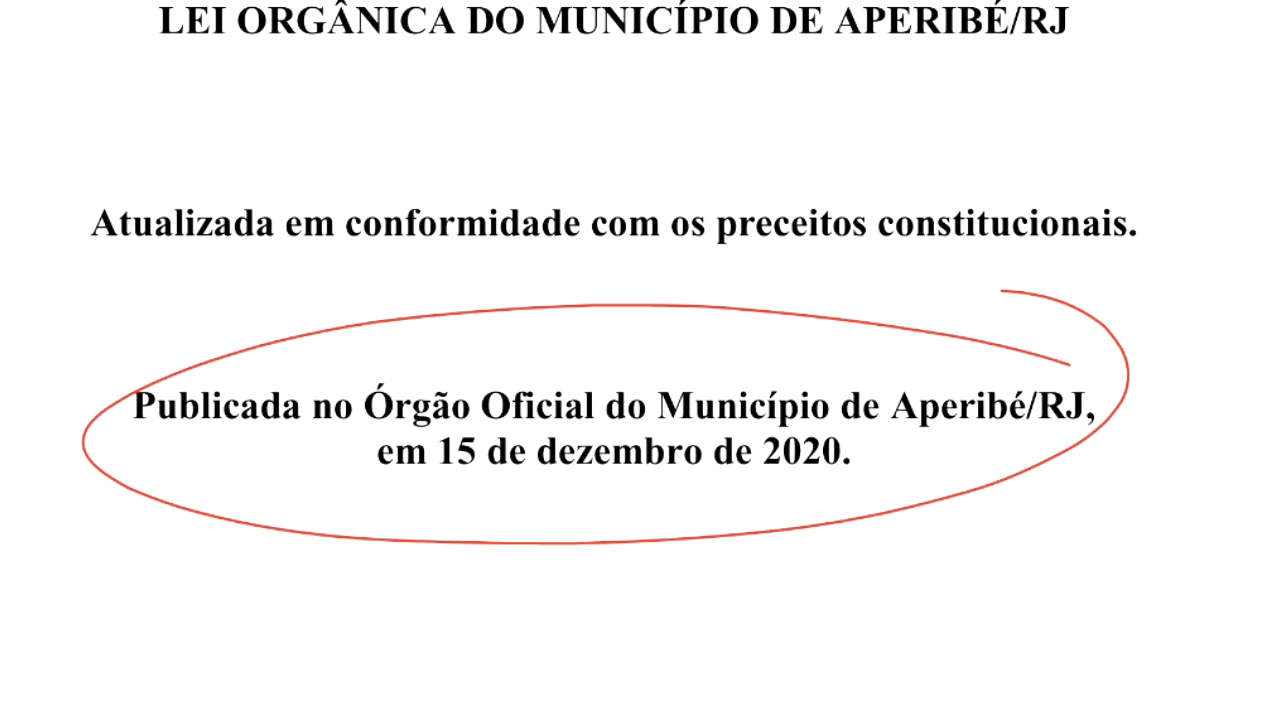 LEI ORGÂNICA DO MUNICÍPIO DE APERIBÉ/RJ
Atualizada em conformidade com os preceitos constitucionais.
Publicada no Órgão Oficial do Município de Aperibé/RJ,
em 15 de dezembro de 2020.